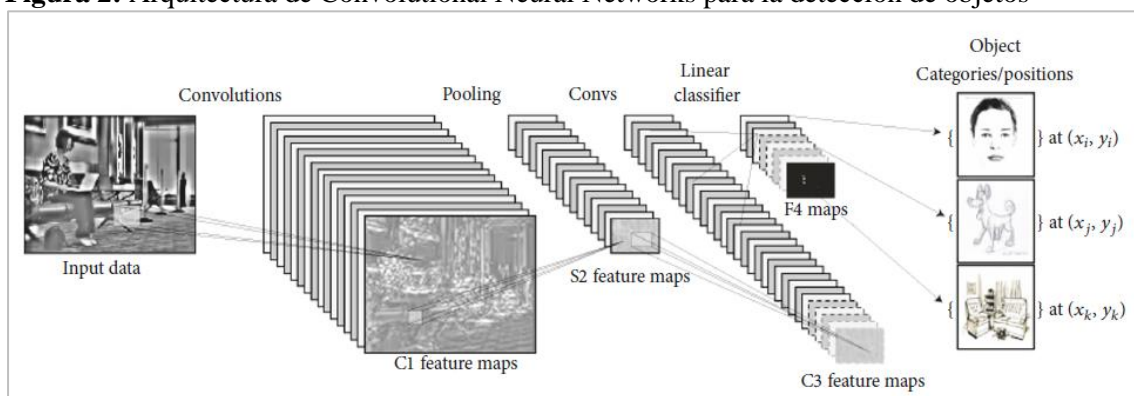 Figura 2. Arquitectura de Convolutional Neural Networks para la detección de objetos
Object
Categories/positions
Linear
classifier
Convolutions
Pooling
Convs
{ } at (xᵢ, yᵢ)
F4 maps
{ } at (xⱼ, yⱼ)
Input data
S2 feature maps
{ } at (xₖ, yₖ)
C1 feature maps
C3 feature maps